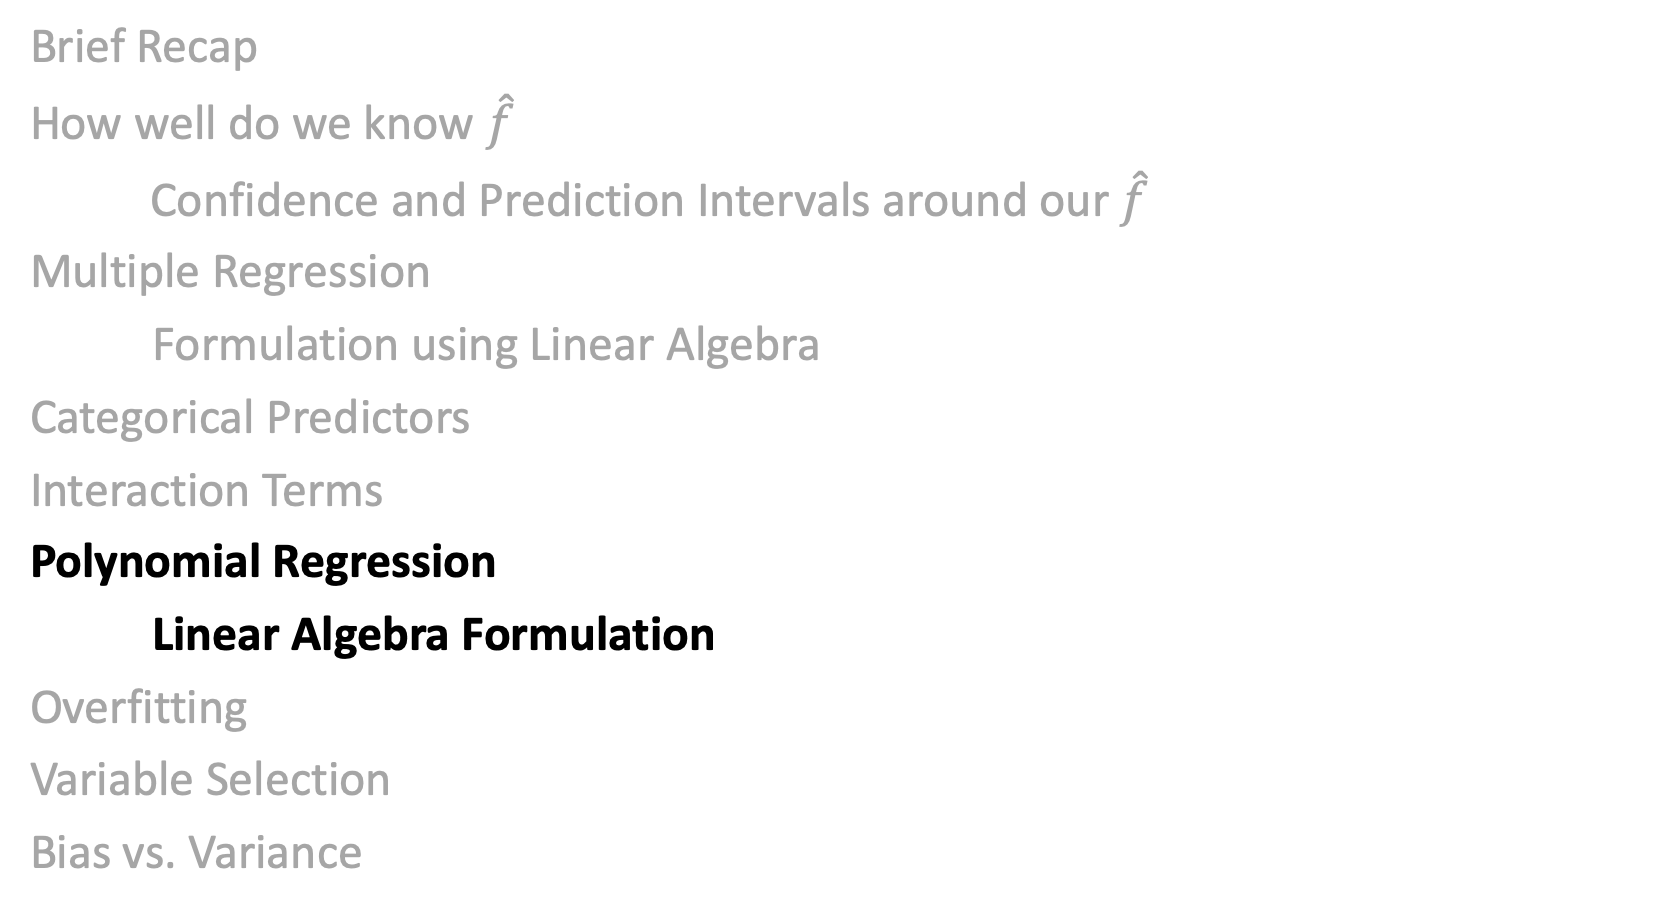 Brief Recap
How well do we know f̂
Confidence and Prediction Intervals around our f̂
Multiple Regression
Formulation using Linear Algebra
Categorical Predictors
Interaction Terms
Polynomial Regression
Linear Algebra Formulation
Overfitting
Variable Selection
Bias vs. Variance